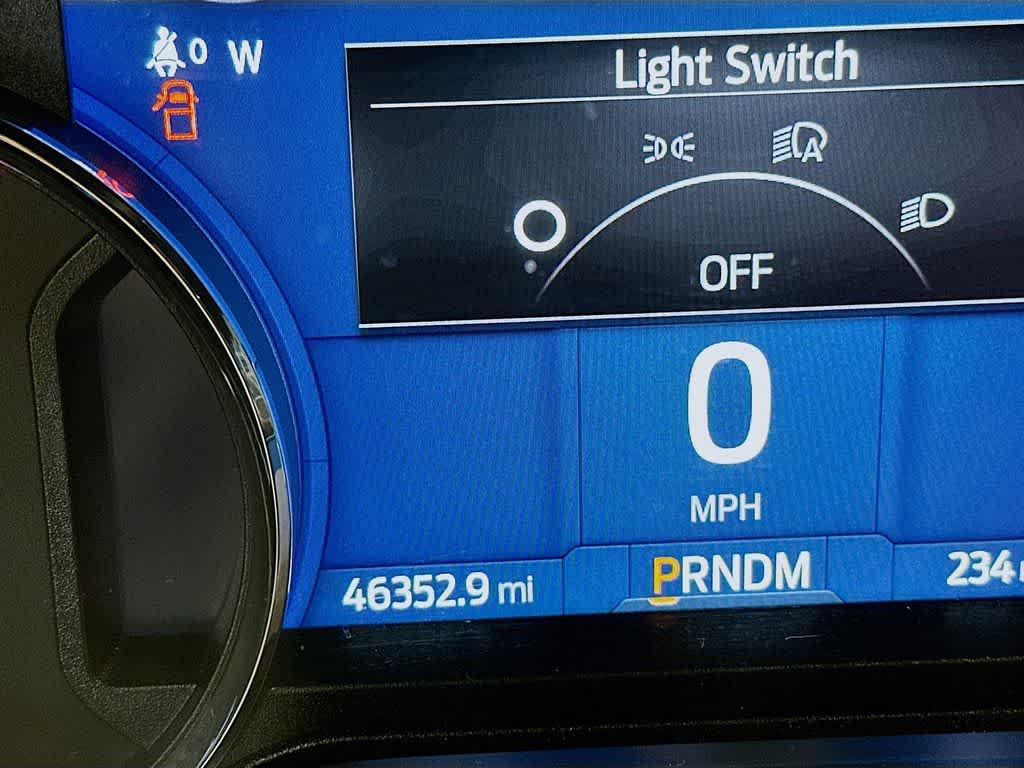 0 W
Light Switch
A
OFF
0
MPH
46352.9 mi
PRNDM
234